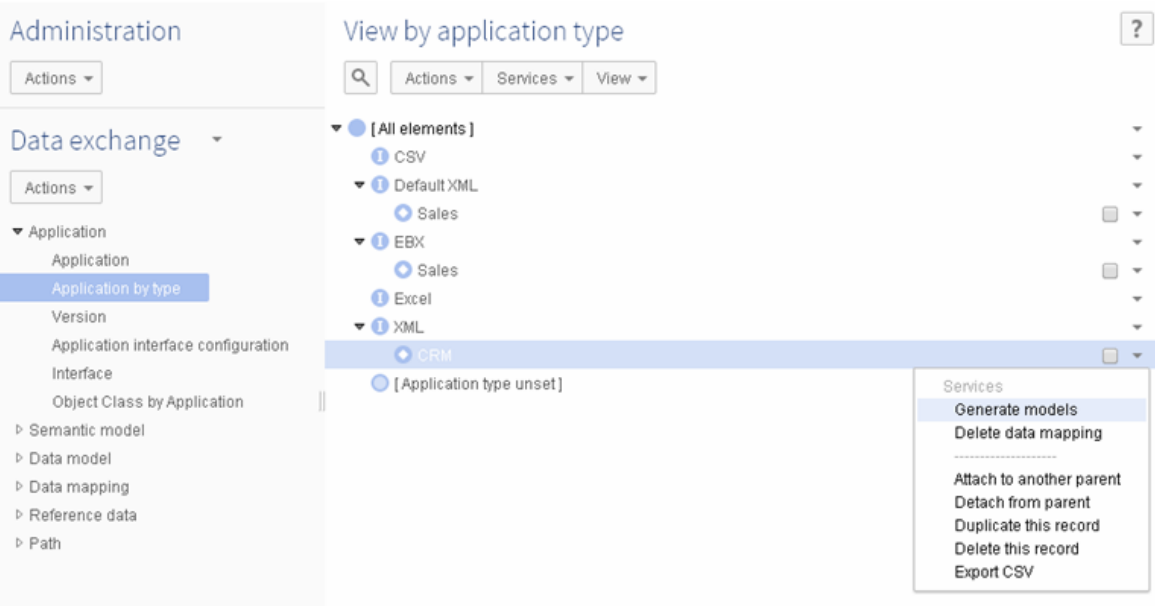 Administration
Actions
Data exchange
Actions
Application
Application
Application by type
Version
Application interface configuration
Interface
Object Class by Application
Semantic model
Data model
Data mapping
Reference data
Path
View by application type
?
Actions Services View
[ All elements ]
I CSV
I Default XML
Sales
I EBX
Sales
I Excel
I XML
CRM
[ Application type unset ]
Services
Generate models
Delete data mapping
--------------------
Attach to another parent
Detach from parent
Duplicate this record
Delete this record
Export CSV